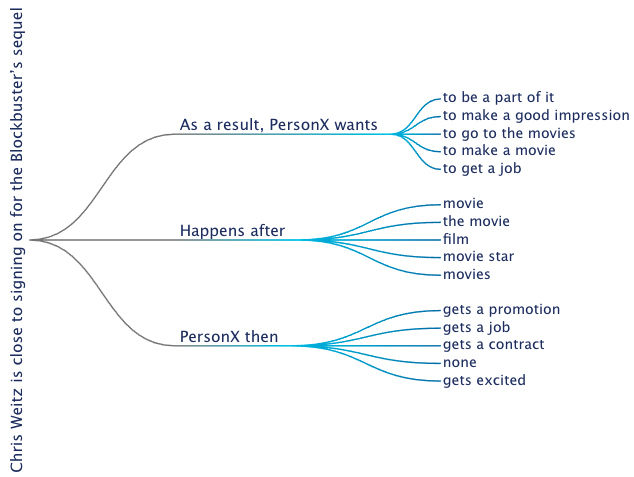 Chris Weitz is close to signing on for the Blockbuster's sequel
As a result, PersonX wants
to be a part of it
to make a good impression
to go to the movies
to make a movie
to get a job
Happens after
movie
the movie
film
movie star
movies
PersonX then
gets a promotion
gets a job
gets a contract
none
gets excited